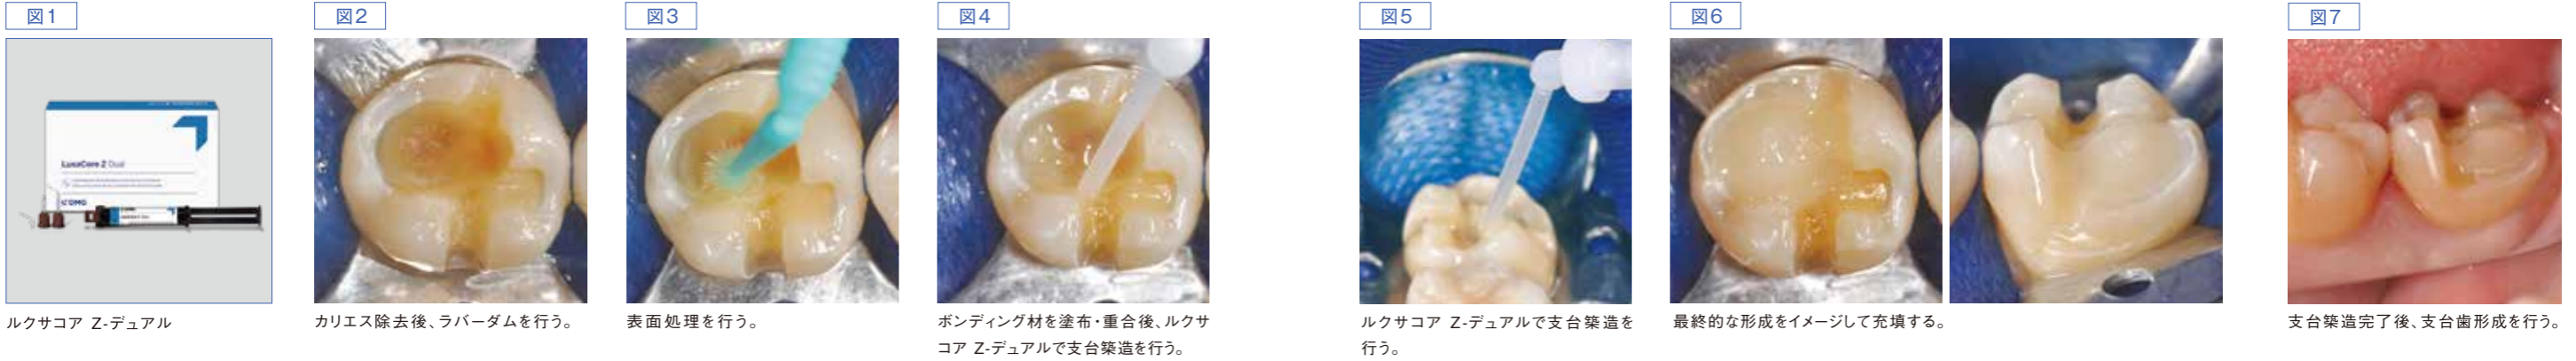 図1
図2
図3
図4
図5
図6
図7
LuxaCore Z Dual
DMG
ルクサコア Z-デュアル
カリエス除去後、ラバーダムを行う。
表面処理を行う。
ボンディング材を塗布・重合後、ルクサ
コア Z-デュアルで支台築造を行う。
ルクサコア Z-デュアルで支台築造を
行う。
最終的な形成をイメージして充填する。
支台築造完了後、支台歯形成を行う。